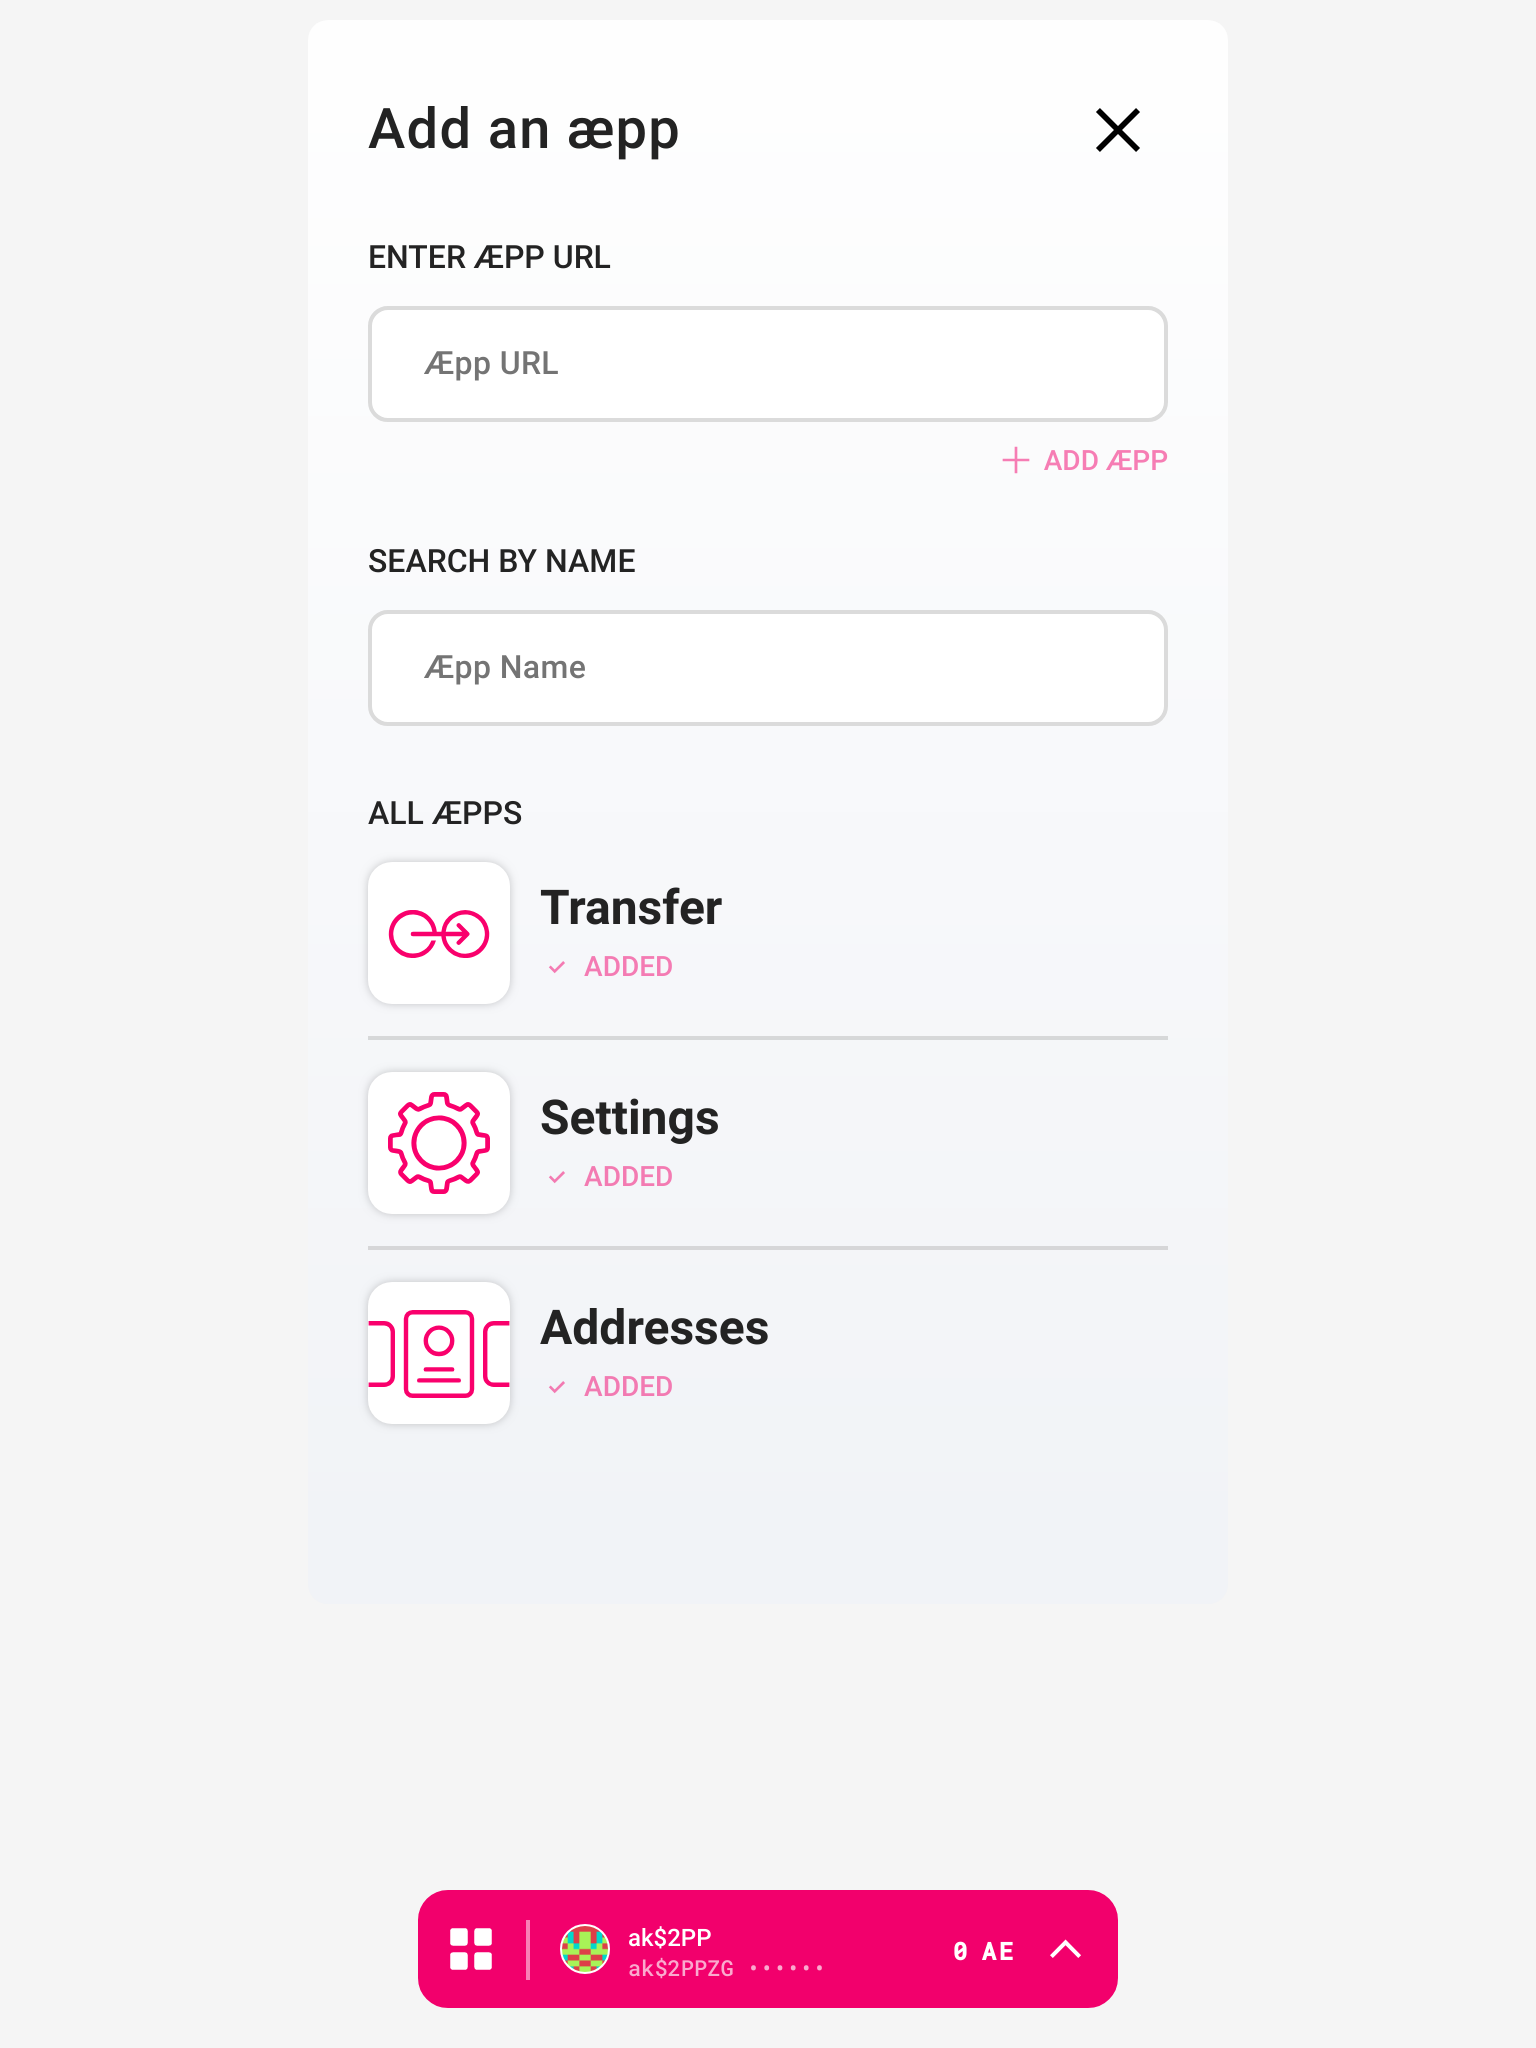 Add an æpp
ENTER ÆPP URL
Æpp URL
ADD ÆPP
SEARCH BY NAME
Æpp Name
ALL ÆPPS
Transfer
ADDED
Settings
ADDED
Addresses
ADDED
ak$2PP
ak$2PPZG ······
0 AE